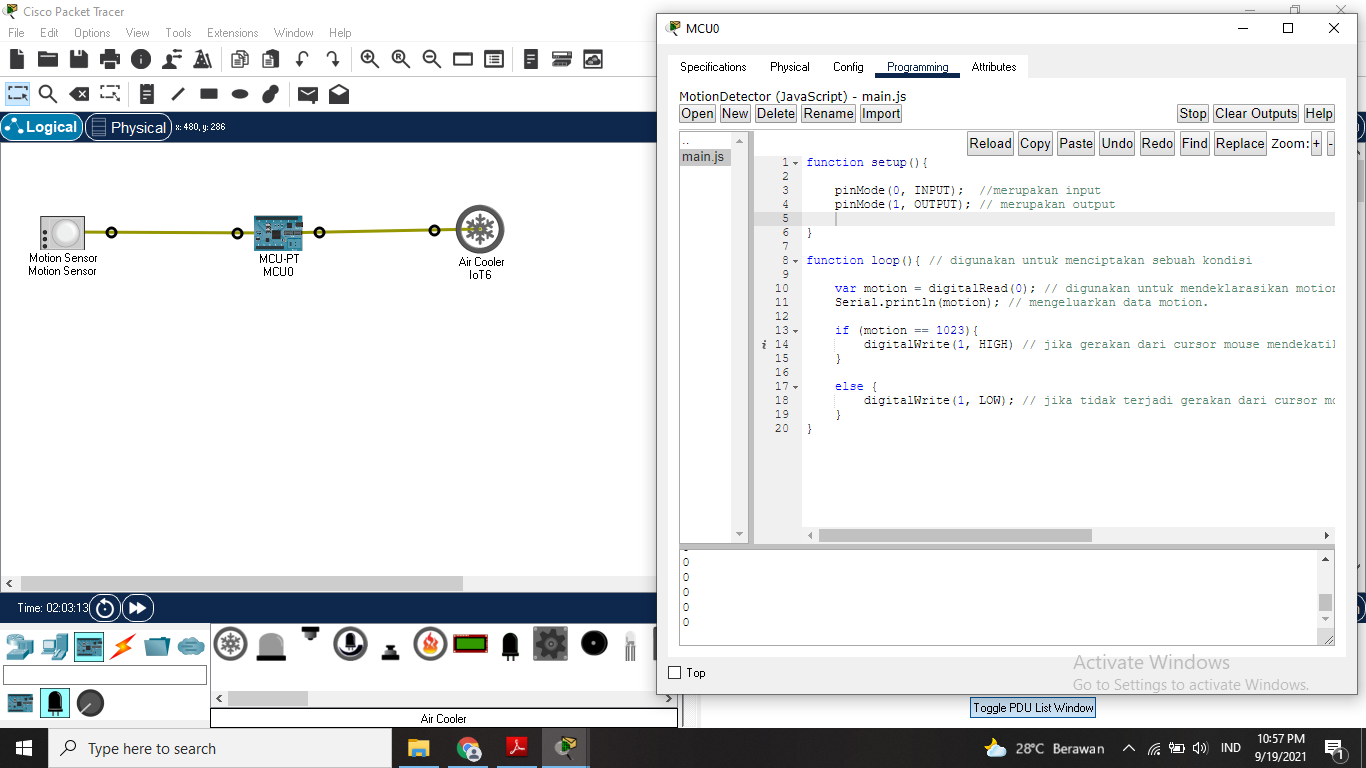 Cisco Packet Tracer
File Edit Options View Tools Extensions Window Help
Logical Physical x: 480, y: 286
Motion Sensor
Motion Sensor
MCU-PT
MCU0
Air Cooler
IoT6
Time: 02:03:13
Air Cooler
MCU0
Specifications Physical Config Programming Attributes
MotionDetector (JavaScript) - main.js
Open New Delete Rename Import Stop Clear Outputs Help
..
main.js
Reload Copy Paste Undo Redo Find Replace Zoom: + -
1 function setup(){
2
3 pinMode(0, INPUT); //merupakan input
4 pinMode(1, OUTPUT); // merupakan output
5
6 }
7
8 function loop(){ // digunakan untuk menciptakan sebuah kondisi
9
10 var motion = digitalRead(0); // digunakan untuk mendeklarasikan motion
11 Serial.println(motion); // mengeluarkan data motion.
12
13 if (motion == 1023){
i 14 digitalWrite(1, HIGH) // jika gerakan dari cursor mouse
15 }
16
17 else {
18 digitalWrite(1, LOW); // jika tidak terjadi gerakan dari cursor
19 }
20 }
0
0
0
0
0
Top
Activate Windows
Go to Settings to activate Windows.
Toggle PDU List Window
Type here to search
28°C Berawan
IND
10:57 PM
9/19/2021
1